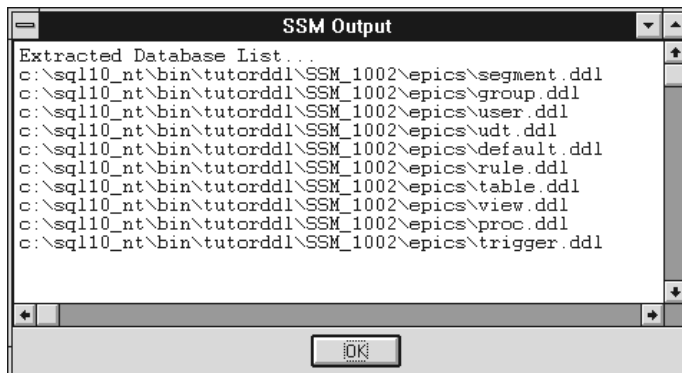 SSM Output
Extracted Database List...
c:\sql10_nt\bin\tutorddl\SSM_1002\epics\segment.ddl
c:\sql10_nt\bin\tutorddl\SSM_1002\epics\group.ddl
c:\sql10_nt\bin\tutorddl\SSM_1002\epics\user.ddl
c:\sql10_nt\bin\tutorddl\SSM_1002\epics\udt.ddl
c:\sql10_nt\bin\tutorddl\SSM_1002\epics\default.ddl
c:\sql10_nt\bin\tutorddl\SSM_1002\epics\rule.ddl
c:\sql10_nt\bin\tutorddl\SSM_1002\epics\table.ddl
c:\sql10_nt\bin\tutorddl\SSM_1002\epics\view.ddl
c:\sql10_nt\bin\tutorddl\SSM_1002\epics\proc.ddl
c:\sql10_nt\bin\tutorddl\SSM_1002\epics\trigger.ddl
OK